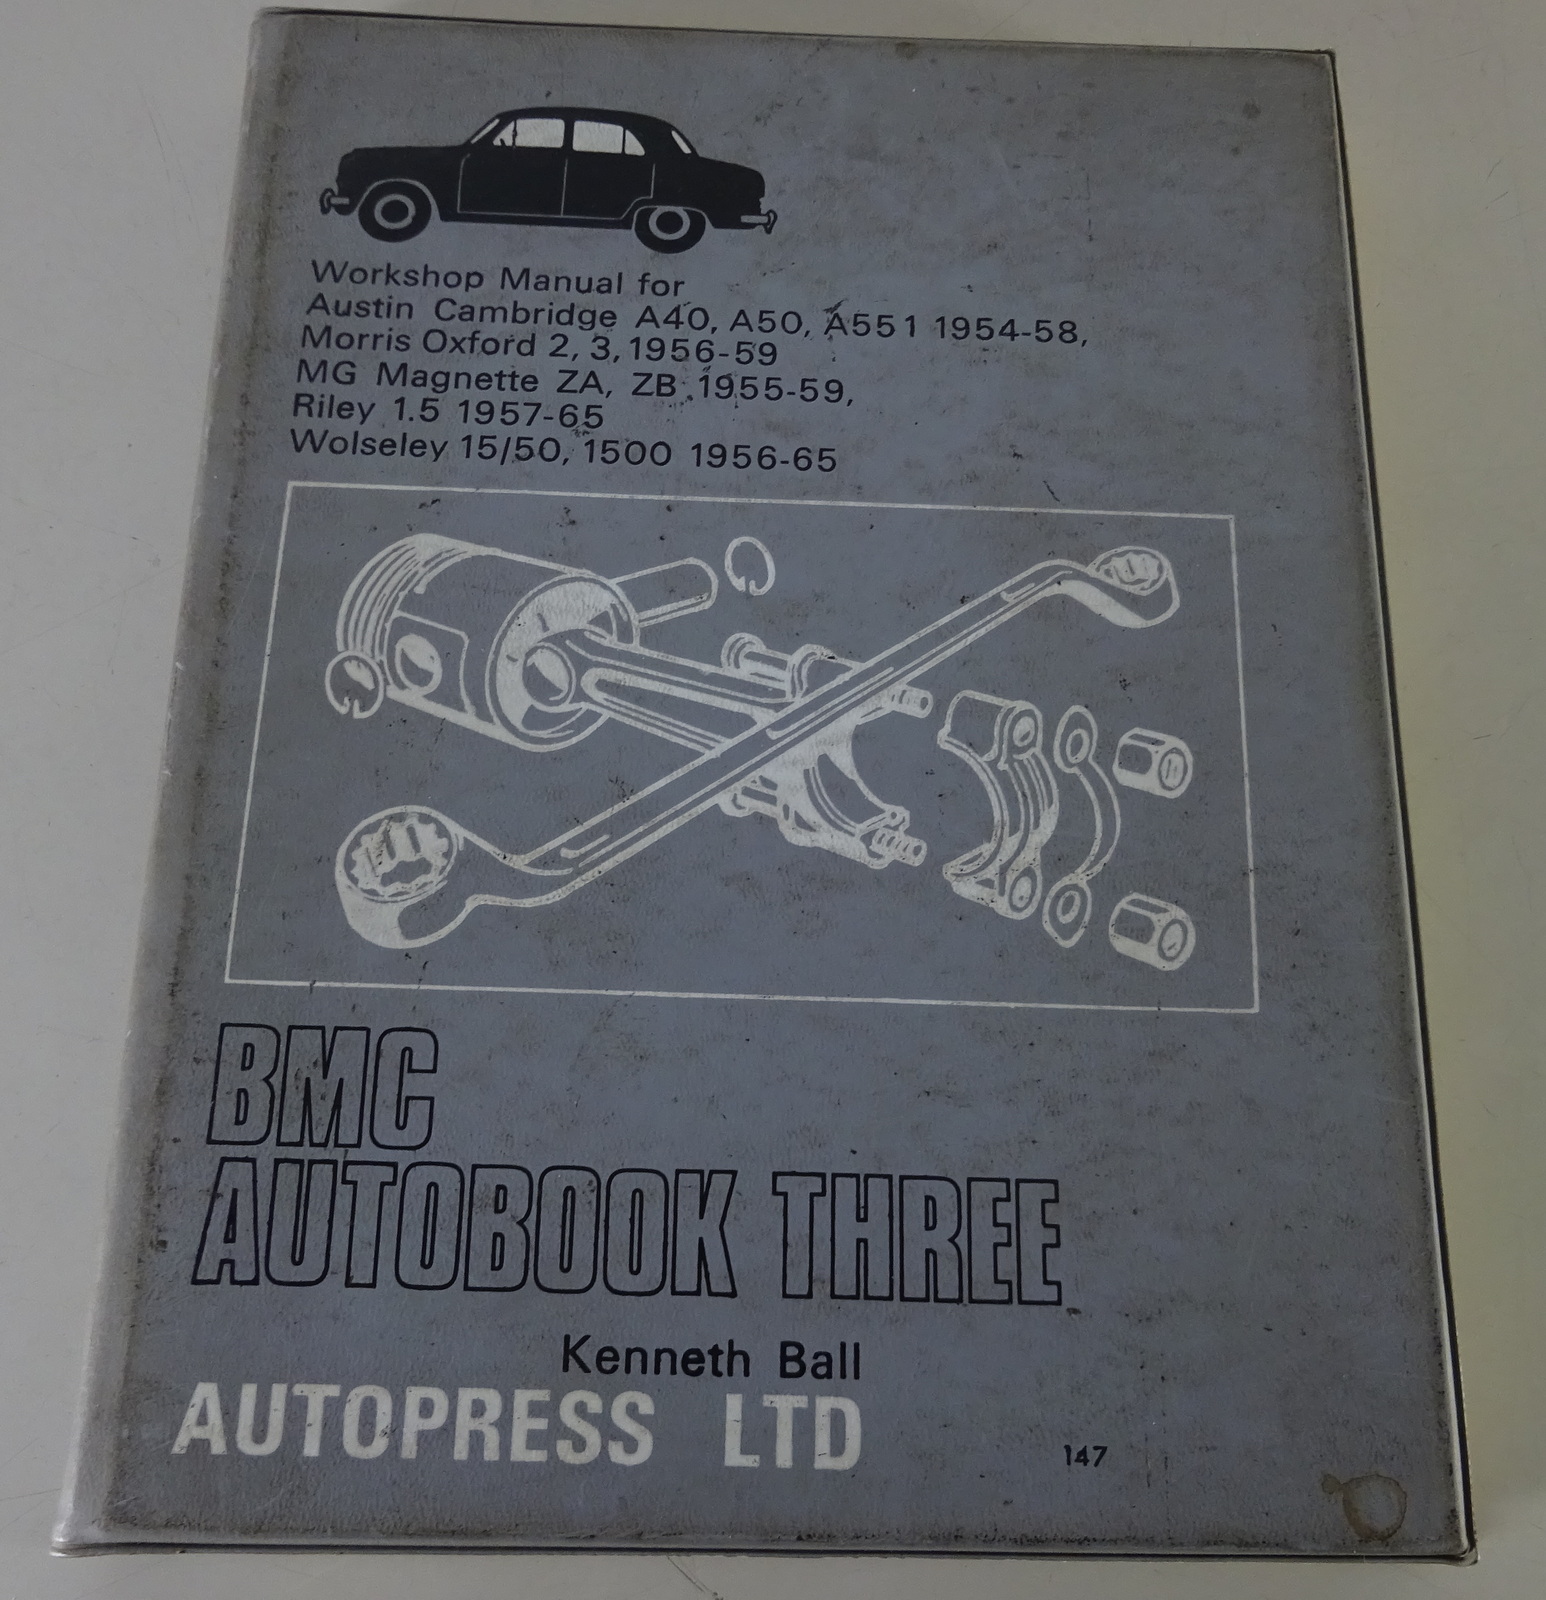 Workshop Manual for
Austin Cambridge A40, A50, A551 1954-58,
Morris Oxford 2, 3, 1956-59
MG Magnette ZA, ZB 1955-59,
Riley 1.5 1957-65
Wolseley 15/50, 1500 1956-65
BMC
AUTOBOOK THREE
Kenneth Ball
AUTOPRESS LTD
147